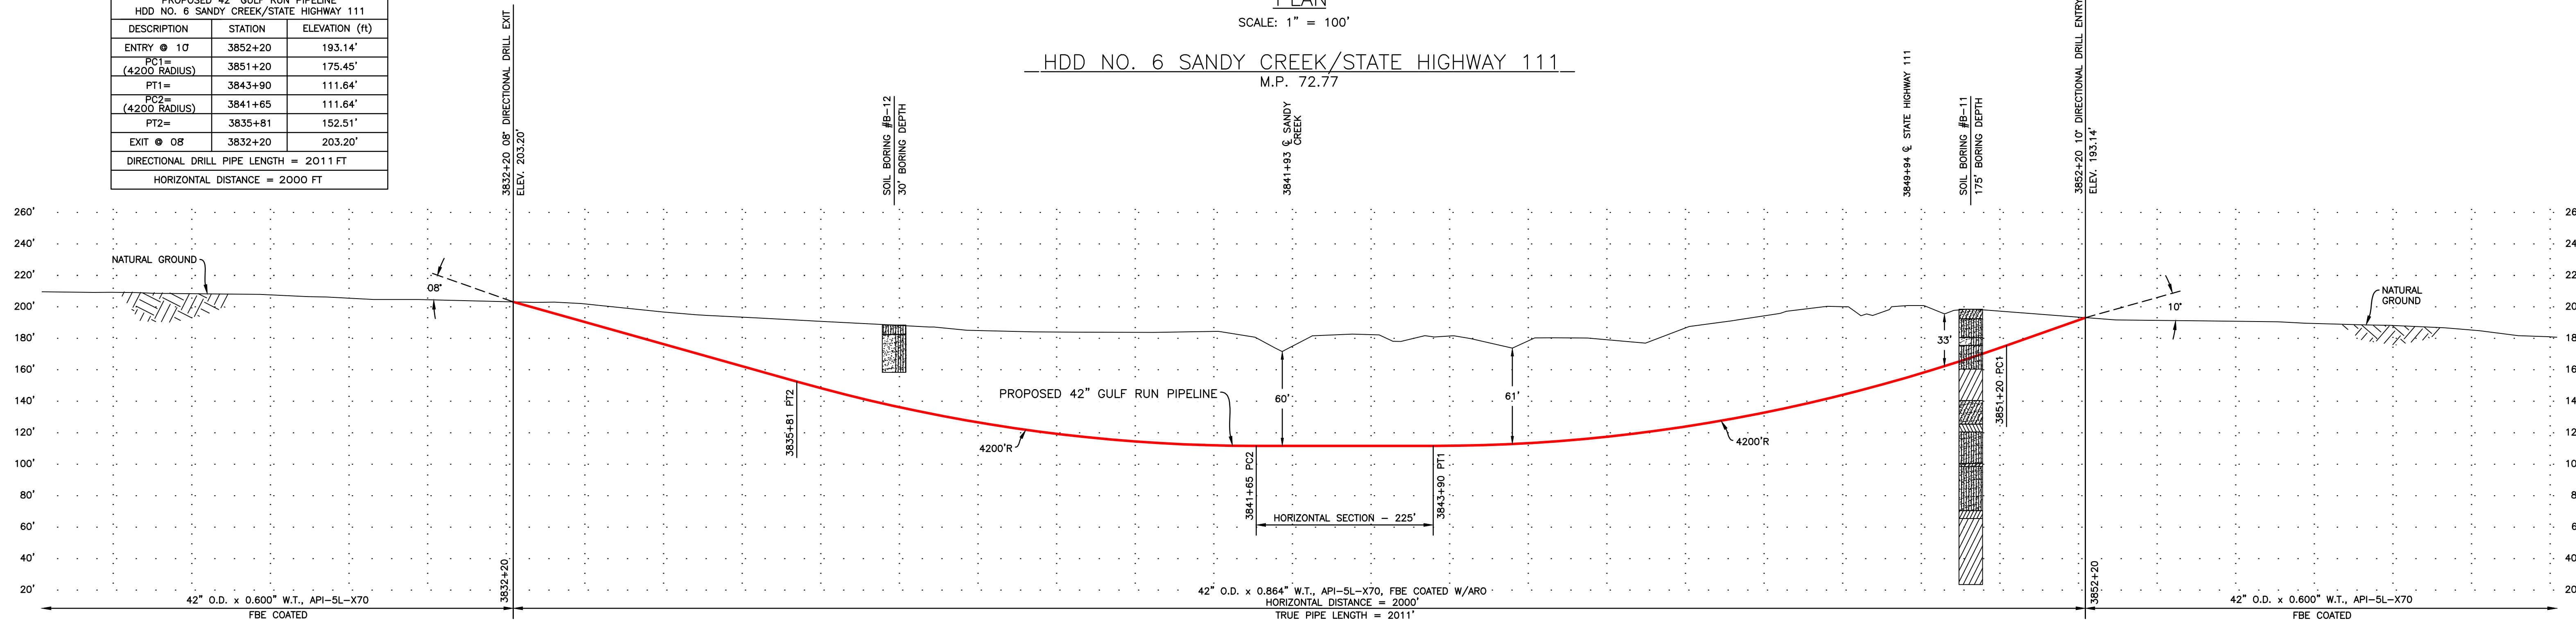 PROPOSED 42" GULF RUN PIPELINE
HDD NO. 6 SANDY CREEK/STATE HIGHWAY 111
DESCRIPTION STATION ELEVATION (ft)
ENTRY @ 10° 3852+20 193.14'
PC1=
(4200 RADIUS) 3851+20 175.45'
PT1= 3843+90 111.64'
PC2=
(4200 RADIUS) 3841+65 111.64'
PT2= 3835+81 152.51'
EXIT @ 08° 3832+20 203.20'
DIRECTIONAL DRILL PIPE LENGTH = 2011 FT
HORIZONTAL DISTANCE = 2000 FT
PLAN
SCALE: 1" = 100'
HDD NO. 6 SANDY CREEK/STATE HIGHWAY 111
M.P. 72.77
3832+20 08° DIRECTIONAL DRILL EXIT
ELEV. 203.20'
SOIL BORING #B-12
30' BORING DEPTH
3841+93 ℄ SANDY
CREEK
3849+94 ℄ STATE HIGHWAY 111
SOIL BORING #B-11
175' BORING DEPTH
3852+20 10° DIRECTIONAL DRILL ENTRY
ELEV. 193.14'
260'
240'
220'
200'
180'
160'
140'
120'
100'
80'
60'
40'
20'
NATURAL GROUND
08°
PROPOSED 42" GULF RUN PIPELINE
60'
61'
33'
10°
NATURAL
GROUND
3835+81 PT2
4200'R
3841+65 PC2
3843+90 PT1
4200'R
3851+20 PC1
HORIZONTAL SECTION - 225'
3832+20
3852+20
42" O.D. x 0.600" W.T., API-5L-X70
FBE COATED
42" O.D. x 0.864" W.T., API-5L-X70, FBE COATED W/ARO
HORIZONTAL DISTANCE = 2000'
TRUE PIPE LENGTH = 2011'
42" O.D. x 0.600" W.T., API-5L-X70
FBE COATED